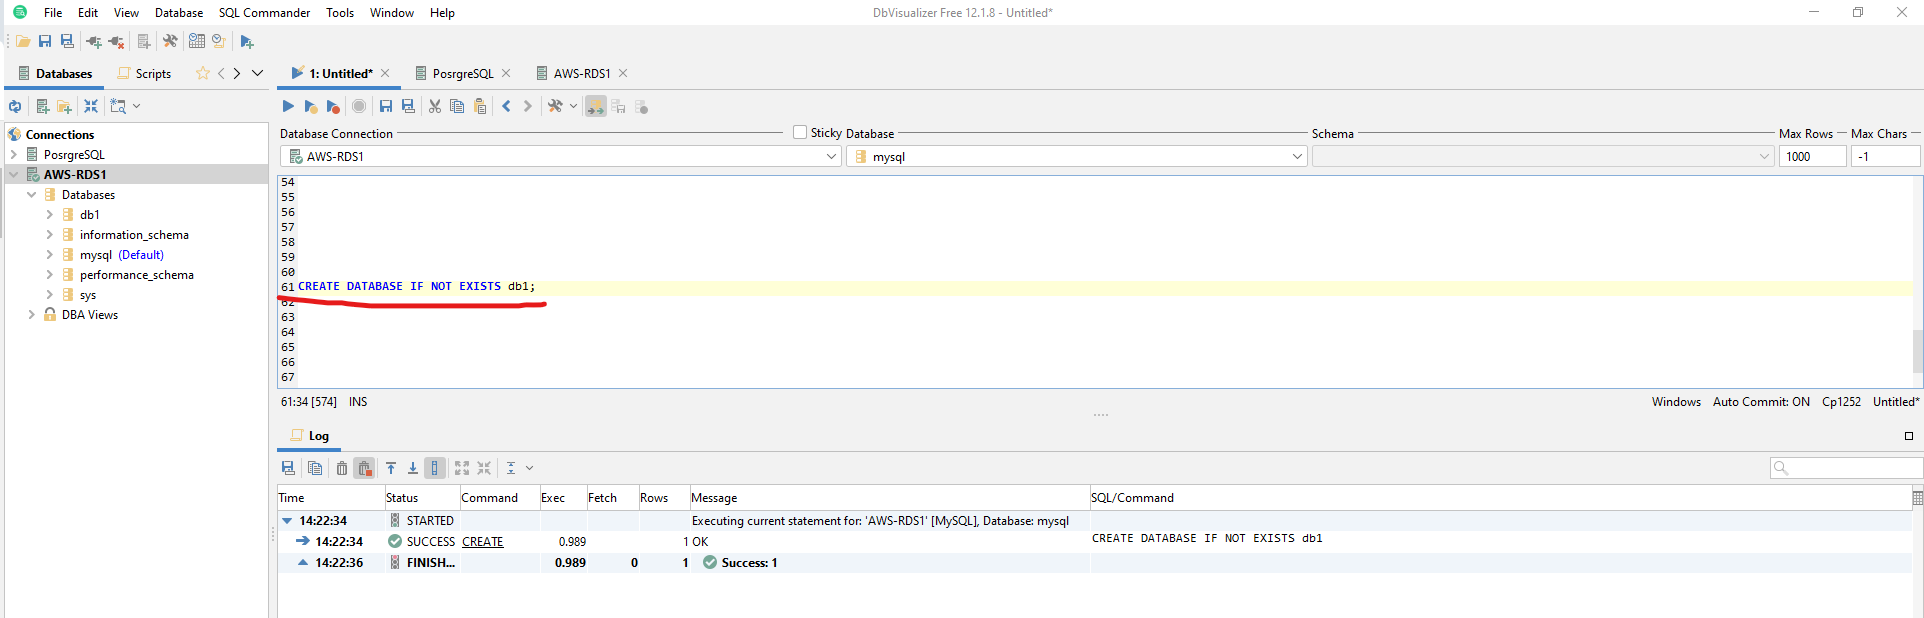 File Edit View Database SQL Commander Tools Window Help
DbVisualizer Free 12.1.8 - Untitled*
Databases Scripts
1: Untitled* PosrgreSQL AWS-RDS1
Connections
PosrgreSQL
AWS-RDS1
Databases
db1
information_schema
mysql (Default)
performance_schema
sys
DBA Views
Database Connection Sticky Database Schema Max Rows Max Chars
AWS-RDS1 mysql 1000 -1
54
55
56
57
58
59
60
61 CREATE DATABASE IF NOT EXISTS db1;
62
63
64
65
66
67
61:34 [574] INS Windows Auto Commit: ON Cp1252 Untitled*
Log
Time Status Command Exec Fetch Rows Message SQL/Command
14:22:34 STARTED Executing current statement for: 'AWS-RDS1' [MySQL], Database: mysql
14:22:34 SUCCESS CREATE 0.989 1 OK CREATE DATABASE IF NOT EXISTS db1
14:22:36 FINISH... 0.989 0 1 Success: 1